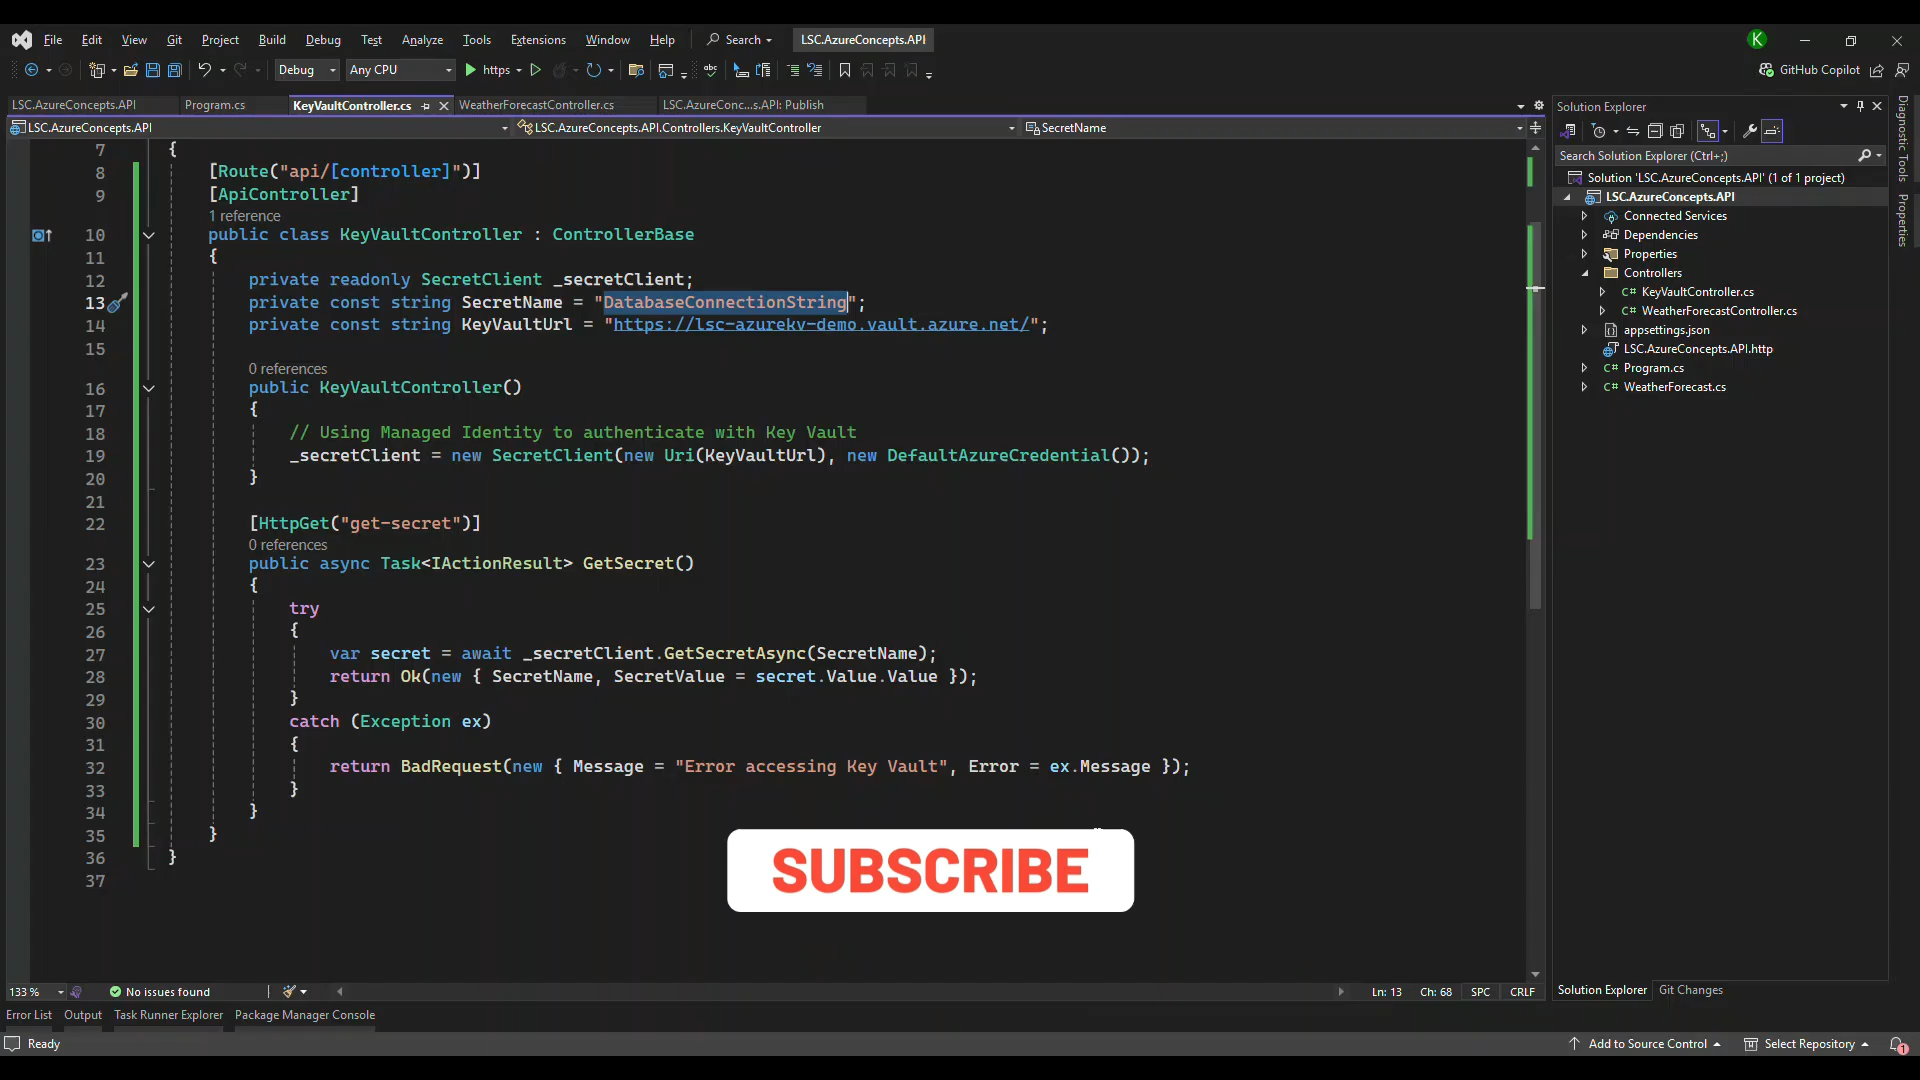 File Edit View Git Project Build Debug Test Analyze Tools Extensions Window Help Search LSC.AzureConcepts.API K
Debug Any CPU https GitHub Copilot
LSC.AzureConcepts.API Program.cs KeyVaultController.cs WeatherForecastController.cs LSC.AzureConc...s.API: Publish
LSC.AzureConcepts.API LSC.AzureConcepts.API.Controllers.KeyVaultController SecretName
7 {
8 [Route("api/[controller]")]
9 [ApiController]
1 reference
10 public class KeyVaultController : ControllerBase
11 {
12 private readonly SecretClient _secretClient;
13 private const string SecretName = "DatabaseConnectionString";
14 private const string KeyVaultUrl = "https://lsc-azurekv-demo.vault.azure.net/";
15
0 references
16 public KeyVaultController()
17 {
18 // Using Managed Identity to authenticate with Key Vault
19 _secretClient = new SecretClient(new Uri(KeyVaultUrl), new DefaultAzureCredential());
20 }
21
22 [HttpGet("get-secret")]
0 references
23 public async Task<IActionResult> GetSecret()
24 {
25 try
26 {
27 var secret = await _secretClient.GetSecretAsync(SecretName);
28 return Ok(new { SecretName, SecretValue = secret.Value.Value });
29 }
30 catch (Exception ex)
31 {
32 return BadRequest(new { Message = "Error accessing Key Vault", Error = ex.Message });
33 }
34 }
35 }
36 }
37
SUBSCRIBE
133 % No issues found Ln: 13 Ch: 68 SPC CRLF
Error List Output Task Runner Explorer Package Manager Console
Ready Add to Source Control Select Repository 1
Solution Explorer
Search Solution Explorer (Ctrl+;)
Solution 'LSC.AzureConcepts.API' (1 of 1 project)
LSC.AzureConcepts.API
Connected Services
Dependencies
Properties
Controllers
C# KeyVaultController.cs
C# WeatherForecastController.cs
appsettings.json
LSC.AzureConcepts.API.http
C# Program.cs
C# WeatherForecast.cs
Solution Explorer Git Changes
Diagnostic Tools
Properties